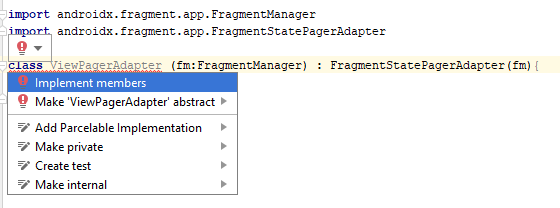 import androidx.fragment.app.FragmentManager
import androidx.fragment.app.FragmentStatePagerAdapter
class ViewPagerAdapter (fm:FragmentManager) : FragmentStatePagerAdapter(fm){
Implement members
Make 'ViewPagerAdapter' abstract
Add Parcelable Implementation
Make private
Create test
Make internal